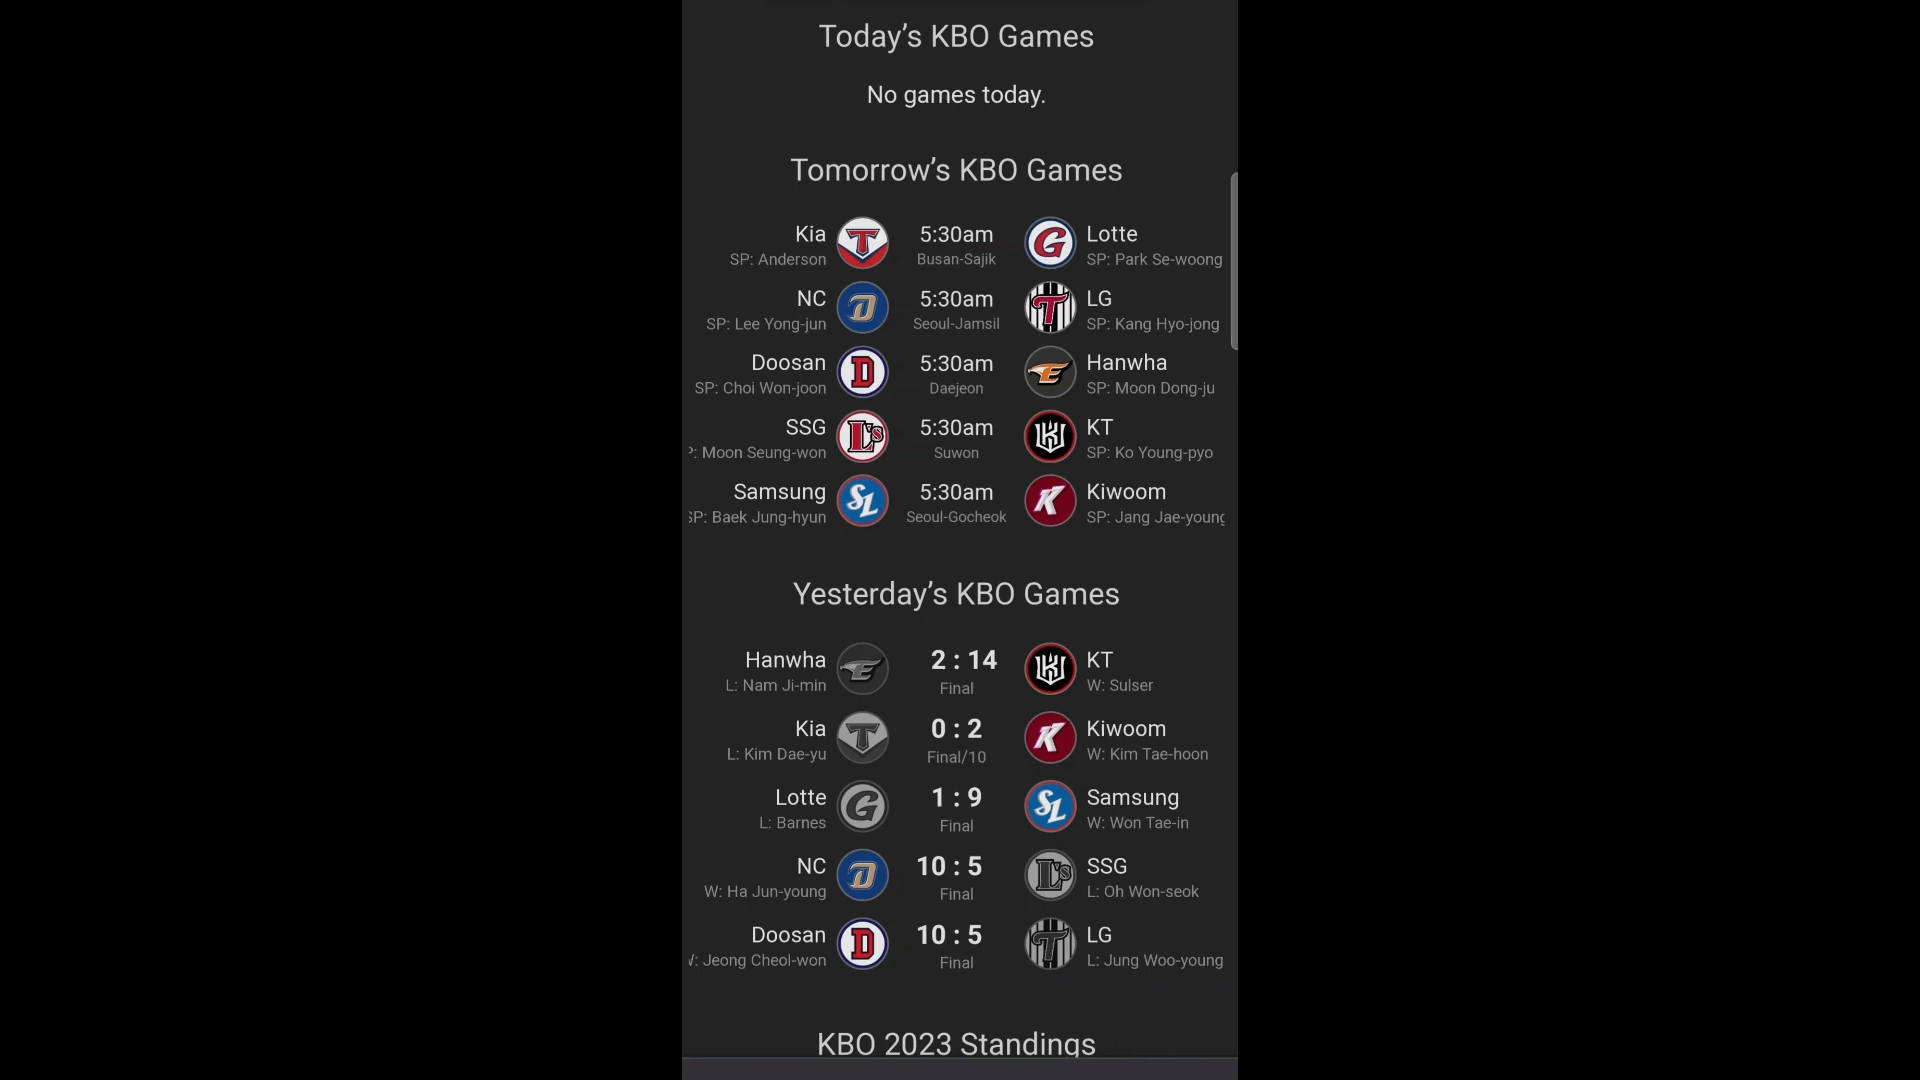 Today’s KBO Games
No games today.
Tomorrow’s KBO Games
Kia 5:30am Lotte
SP: Anderson Busan-Sajik SP: Park Se-woong
NC 5:30am LG
SP: Lee Yong-jun Seoul-Jamsil SP: Kang Hyo-jong
Doosan 5:30am Hanwha
SP: Choi Won-joon Daejeon SP: Moon Dong-ju
SSG 5:30am KT
P: Moon Seung-won Suwon SP: Ko Young-pyo
Samsung 5:30am Kiwoom
SP: Baek Jung-hyun Seoul-Gocheok SP: Jang Jae-young
Yesterday’s KBO Games
Hanwha 2 : 14 KT
L: Nam Ji-min Final W: Sulser
Kia 0 : 2 Kiwoom
L: Kim Dae-yu Final/10 W: Kim Tae-hoon
Lotte 1 : 9 Samsung
L: Barnes Final W: Won Tae-in
NC 10 : 5 SSG
W: Ha Jun-young Final L: Oh Won-seok
Doosan 10 : 5 LG
W: Jeong Cheol-won Final L: Jung Woo-young
KBO 2023 Standings